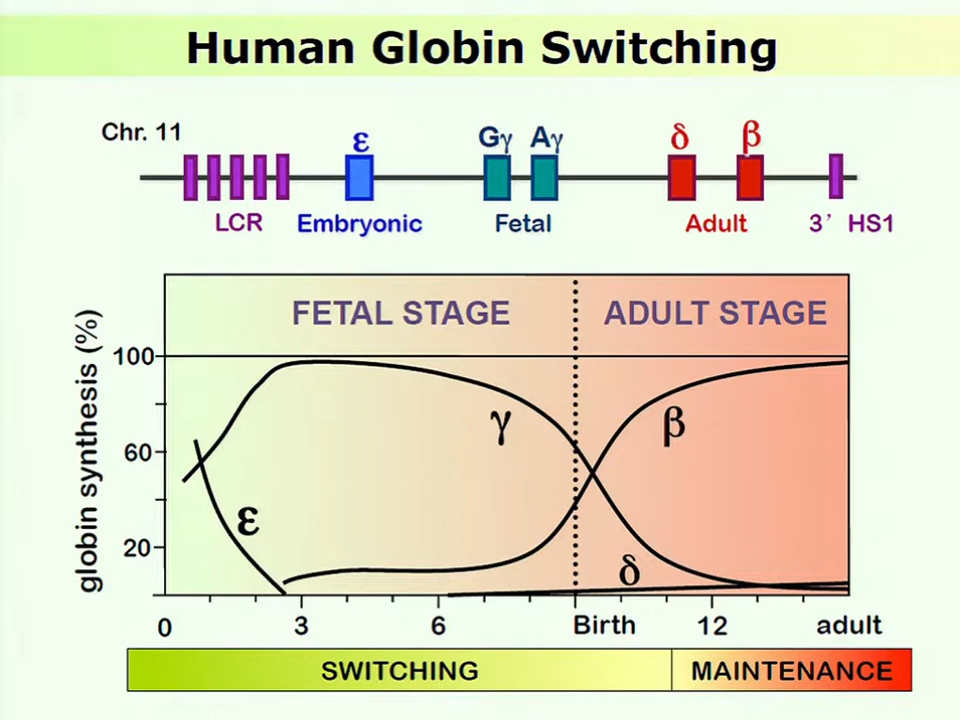 Human Globin Switching
Chr. 11
ε
Gγ
Aγ
δ
β
LCR
Embryonic
Fetal
Adult
3’ HS1
FETAL STAGE
ADULT STAGE
globin synthesis (%)
100
60
20
γ
β
ε
δ
0
3
6
Birth
12
adult
SWITCHING
MAINTENANCE